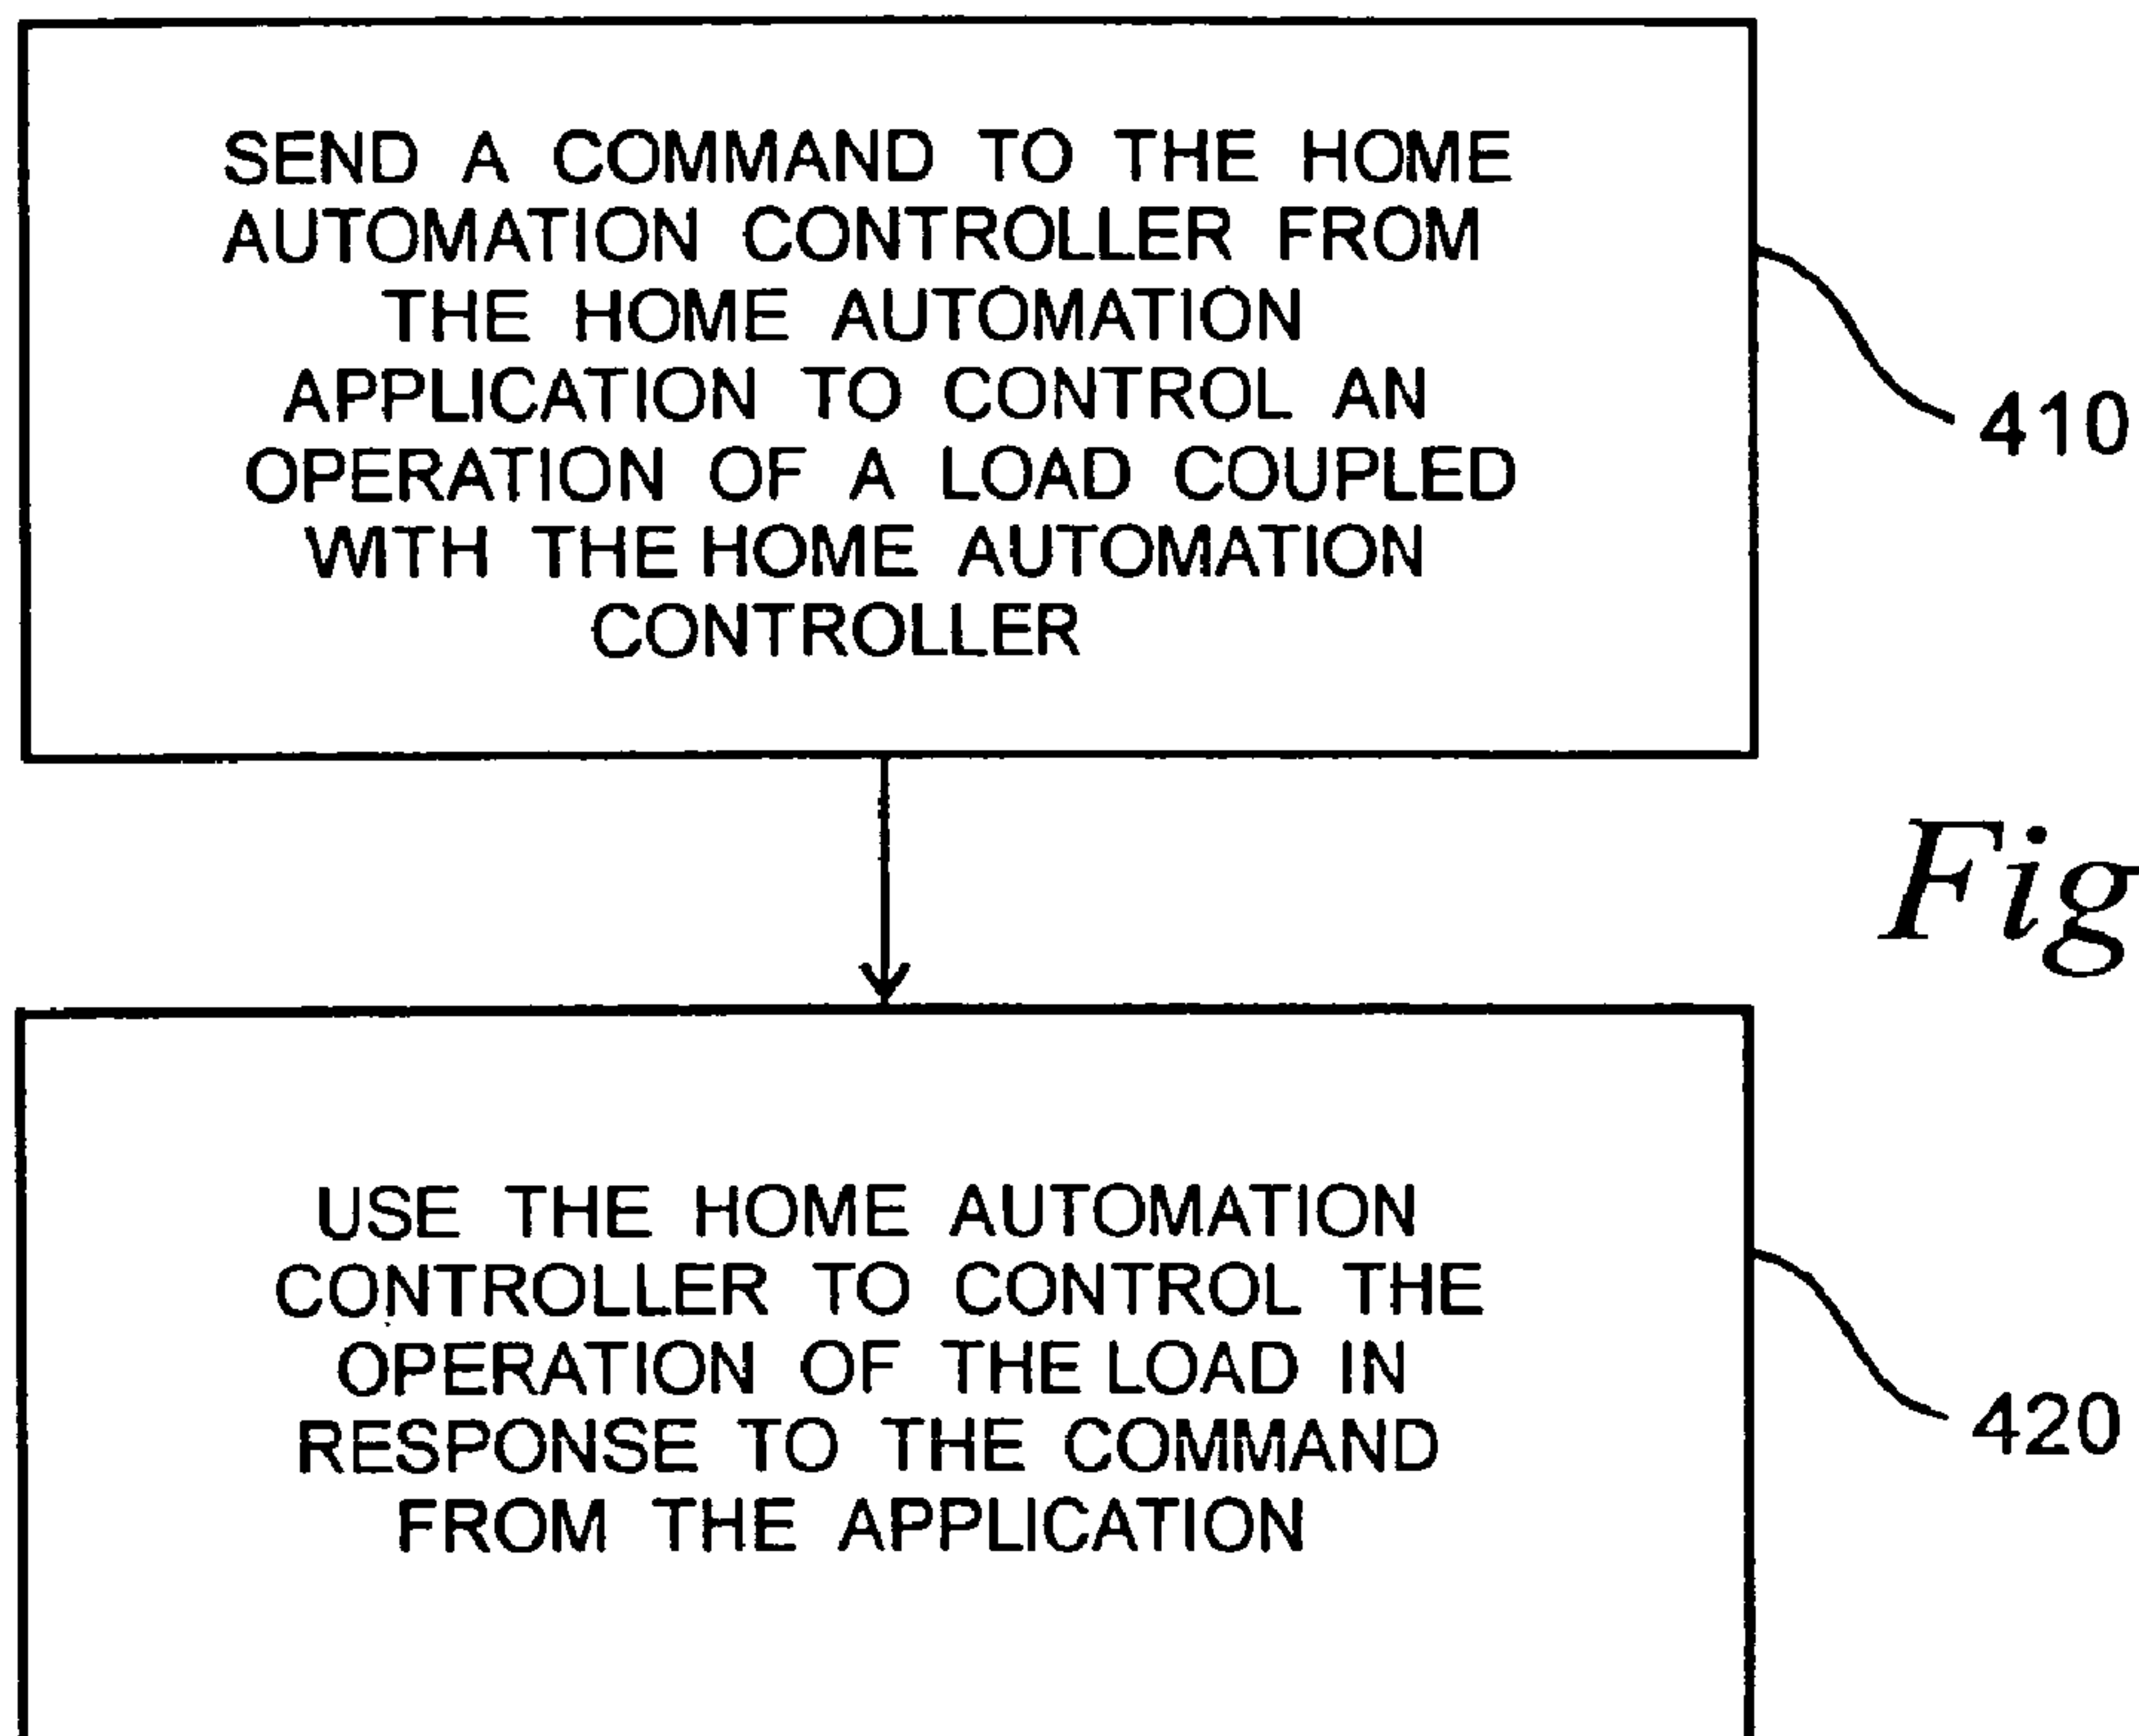 SEND A COMMAND TO THE HOME
AUTOMATION CONTROLLER FROM
THE HOME AUTOMATION
APPLICATION TO CONTROL AN
OPERATION OF A LOAD COUPLED
WITH THE HOME AUTOMATION
CONTROLLER
410
Fig
USE THE HOME AUTOMATION
CONTROLLER TO CONTROL THE
OPERATION OF THE LOAD IN
RESPONSE TO THE COMMAND
FROM THE APPLICATION
420